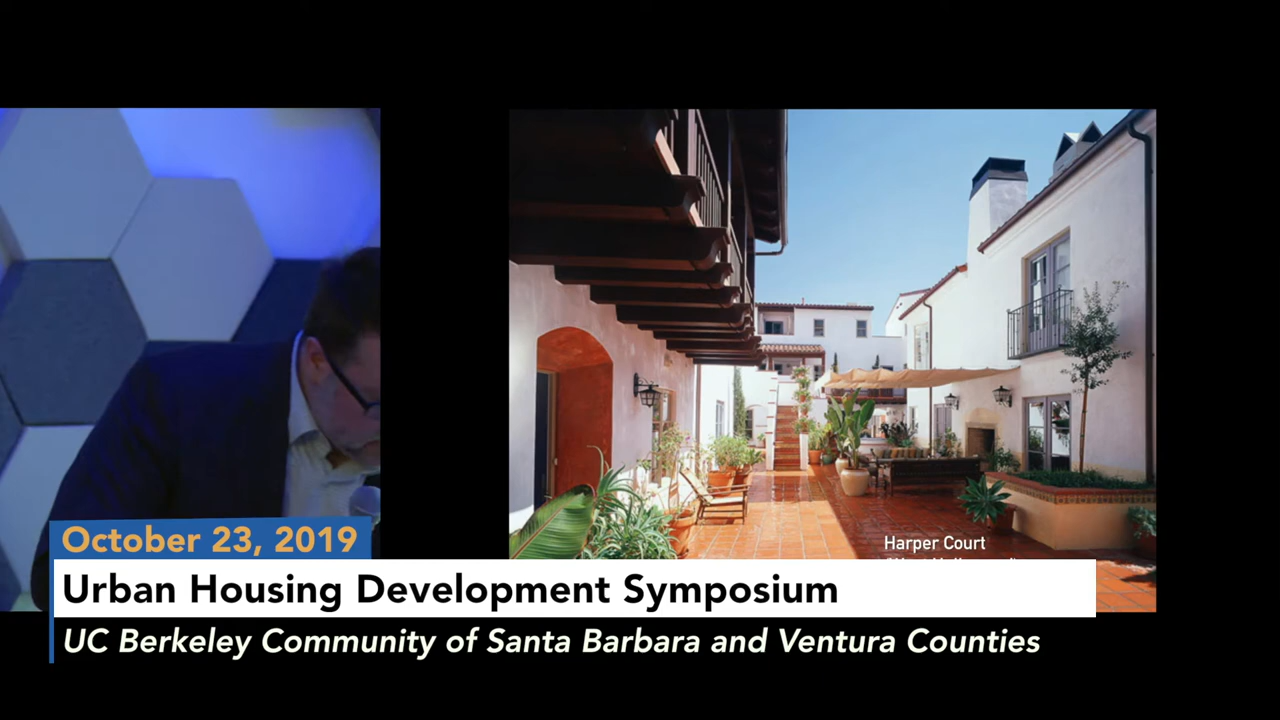 Harper Court
October 23, 2019
Urban Housing Development Symposium
UC Berkeley Community of Santa Barbara and Ventura Counties